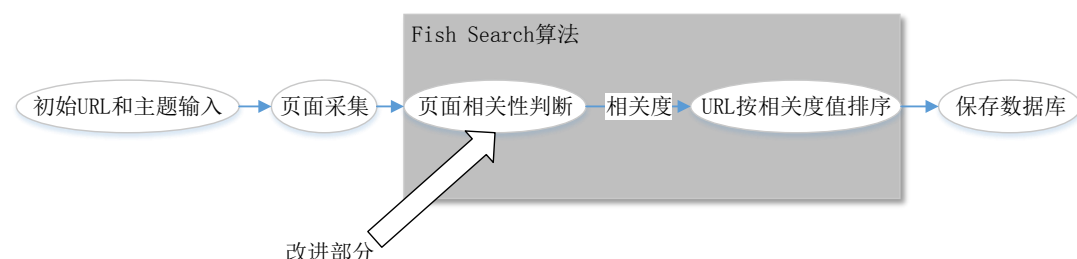 Fish Search算法
初始URL和主题输入
页面采集
页面相关性判断
相关度
URL按相关度值排序
保存数据库
改进部分